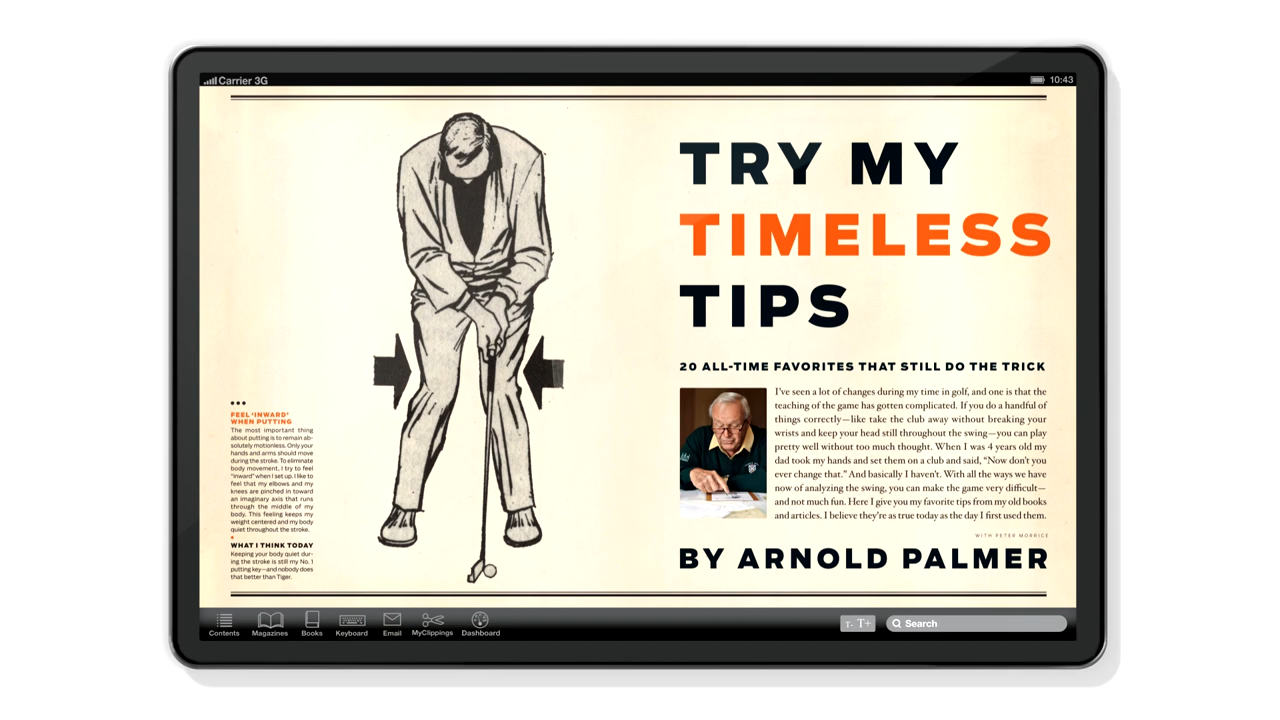 Carrier 3G
10:43
TRY MY
TIMELESS
TIPS
20 ALL-TIME FAVORITES THAT STILL DO THE TRICK
I've seen a lot of changes during my time in golf, and one is that the
teaching of the game has gotten complicated. If you do a handful of
things correctly—like take the club away without breaking your
wrists and keep your head still throughout the swing—you can play
pretty well without too much thought. When I was 4 years old my
dad took my hands and set them on a club and said, “Now don't you
ever change that.” And basically I haven't. With all the ways we have
now of analyzing the swing, you can make the game very difficult—
and not much fun. Here I give you my favorite tips from my old books
and articles. I believe they're as true today as the day I first used them.
WITH PETER MORRICE
BY ARNOLD PALMER
FEEL ‘INWARD’
WHEN PUTTING
The most important thing
about putting is to remain ab-
solutely motionless. Only your
hands and arms should move
during the stroke. To eliminate
body movement, I try to feel
“inward” when I set up. I like to
feel that my elbows and my
knees are pinched in toward
an imaginary axis that runs
through the middle of my
body. This feeling keeps my
weight centered and my body
quiet throughout the stroke.
WHAT I THINK TODAY
Keeping your body quiet dur-
ing the stroke is still my No. 1
putting key—and nobody does
that better than Tiger.
Contents
Magazines
Books
Keyboard
Email
MyClippings
Dashboard
T- T+
Search